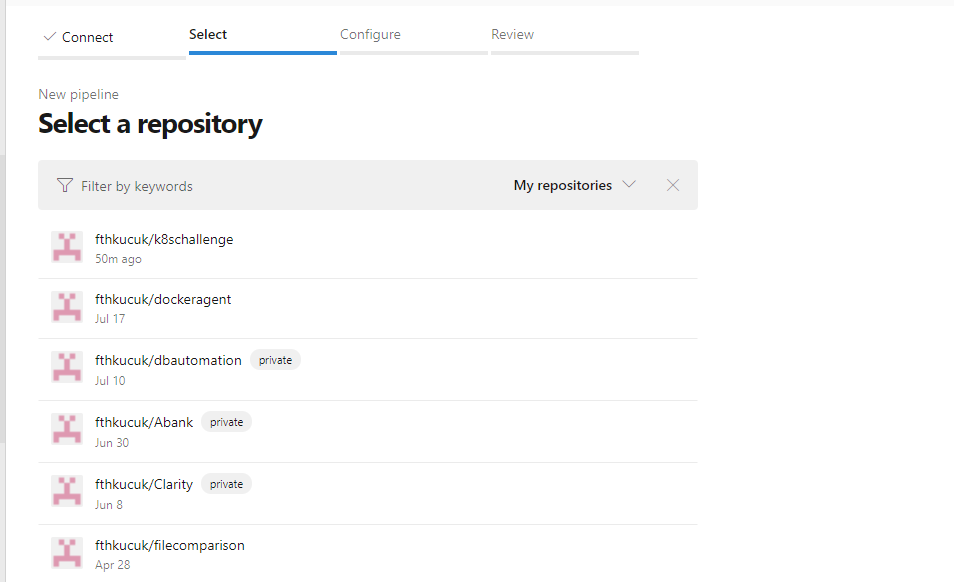 Connect
Select
Configure
Review
New pipeline
Select a repository
Filter by keywords
My repositories
fthkucuk/k8schallenge
50m ago
fthkucuk/dockeragent
Jul 17
fthkucuk/dbautomation private
Jul 10
fthkucuk/Abank private
Jun 30
fthkucuk/Clarity private
Jun 8
fthkucuk/filecomparison
Apr 28